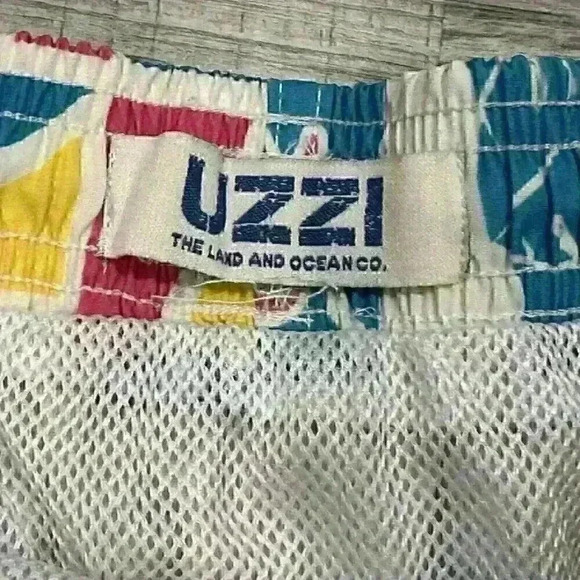 UZZI
THE LAND AND OCEAN CO.